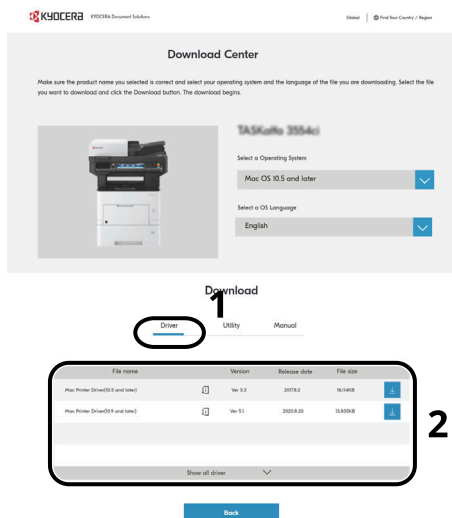 KYOCERA KYOCERA Document Solutions Global Find Your Country / Region
Download Center
Make sure the product name you selected is correct and select your operating system and the language of the file you are downloading. Select the file
you want to download and click the Download button. The download begins.
TASKalfa 3554ci
Select a Operating System
Mac OS 10.5 and later
Select a OS Language
English
Download
1
Driver Utility Manual
File name Version Release date File size
Mac Printer Driver(10.5 and later) Ver 3.3 2017.8.2 18,114KB
Mac Printer Driver(10.9 and later) Ver 5.1 2020.8.20 13,835KB
2
Show all driver
Back